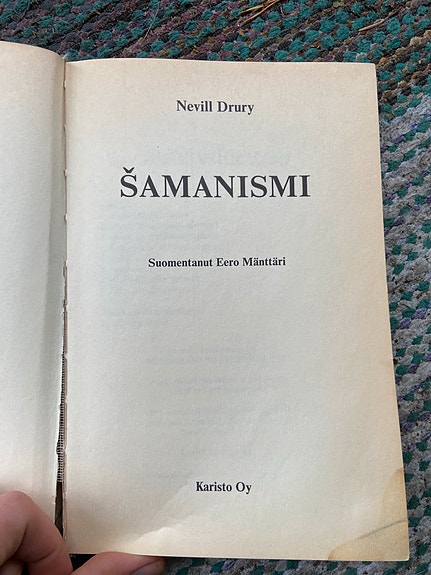 Nevill Drury
ŠAMANISMI
Suomentanut Eero Mänttäri
Karisto Oy